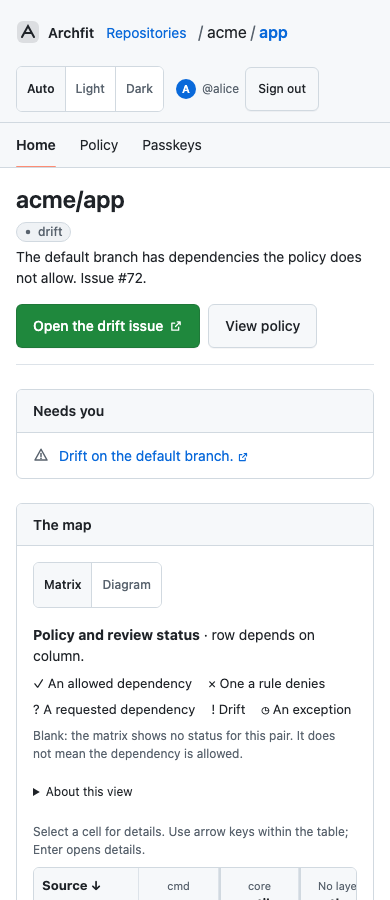 Archfit Repositories / acme / app
Auto Light Dark A @alice Sign out
Home Policy Passkeys
acme/app
drift
The default branch has dependencies the policy does
not allow. Issue #72.
Open the drift issue View policy
Needs you
Drift on the default branch.
The map
Matrix Diagram
Policy and review status · row depends on
column.
✓ An allowed dependency × One a rule denies
? A requested dependency ! Drift ◷ An exception
Blank: the matrix shows no status for this pair. It does
not mean the dependency is allowed.
▶ About this view
Select a cell for details. Use arrow keys within the table;
Enter opens details.
Source ↓ cmd core No laye